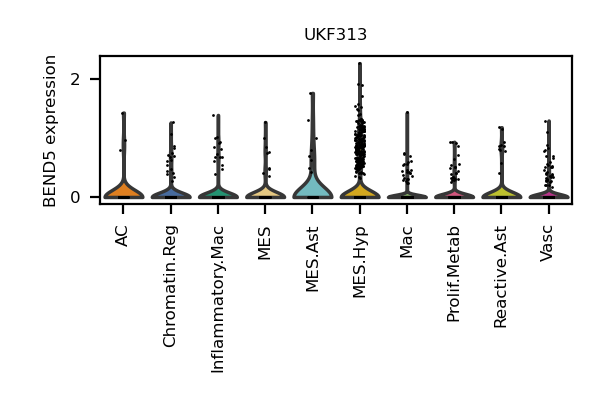 UKF313
BEND5 expression
2
0
AC
Chromatin.Reg
Inflammatory.Mac
MES
MES.Ast
MES.Hyp
Mac
Prolif.Metab
Reactive.Ast
Vasc